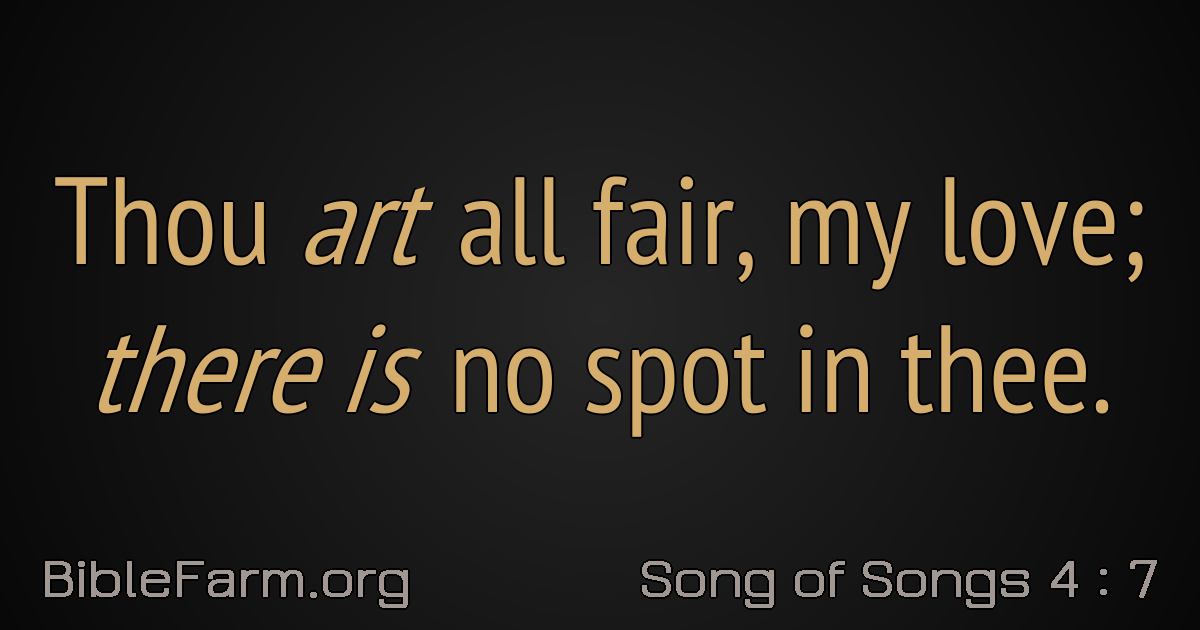 Thou art all fair, my love;
there is no spot in thee.
BibleFarm.org
Song of Songs 4 : 7